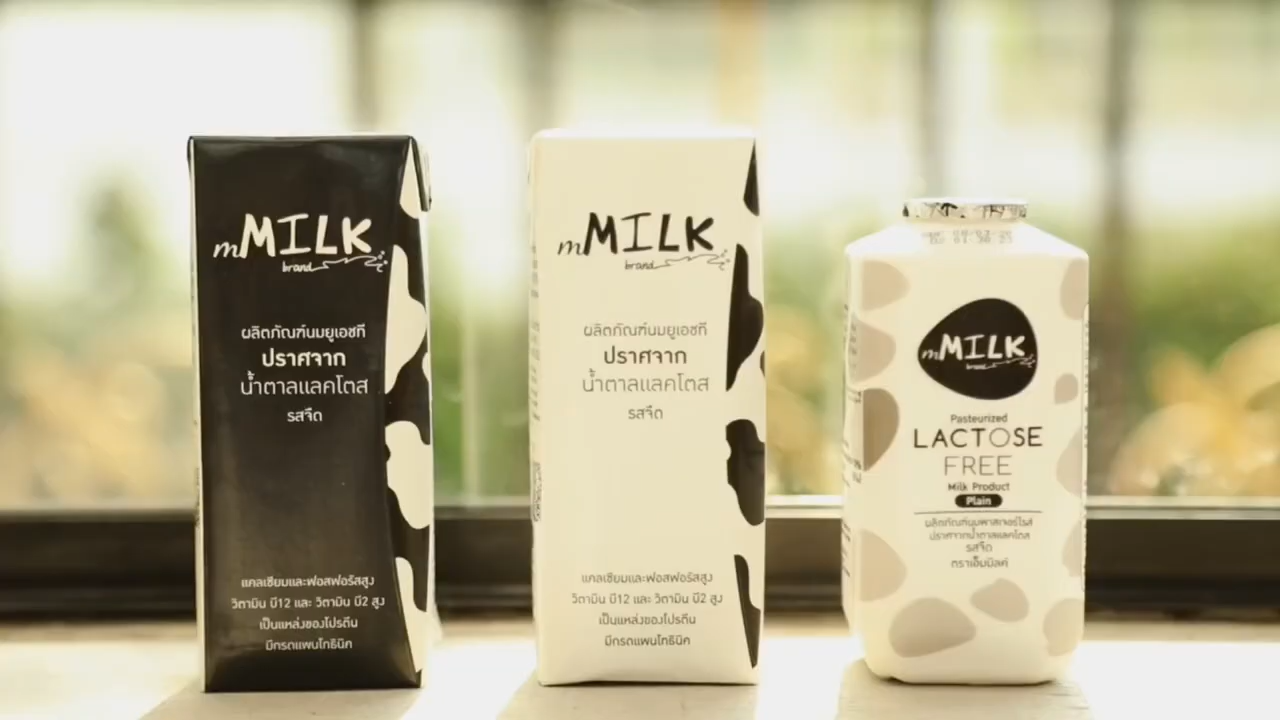 mMILK
brand
ผลิตภัณฑ์นมยูเอชที
ปราศจาก
น้ำตาลแลคโตส
รสจืด
แคลเซียมและฟอสฟอรัสสูง
วิตามิน บี12 และ วิตามิน บี2 สูง
เป็นแหล่งของโปรตีน
มีกรดแพนโทธินิค
mMILK
brand
ผลิตภัณฑ์นมยูเอชที
ปราศจาก
น้ำตาลแลคโตส
รสจืด
แคลเซียมและฟอสฟอรัสสูง
วิตามิน บี12 และ วิตามิน บี2 สูง
เป็นแหล่งของโปรตีน
มีกรดแพนโทธินิค
mMILK
brand
Pasteurized
LACTOSE
FREE
Milk Product
Plain
ผลิตภัณฑ์นมพาสเจอร์ไรส์
ปราศจากน้ำตาลแลคโตส
รสจืด
ตราเอ็มมิลค์